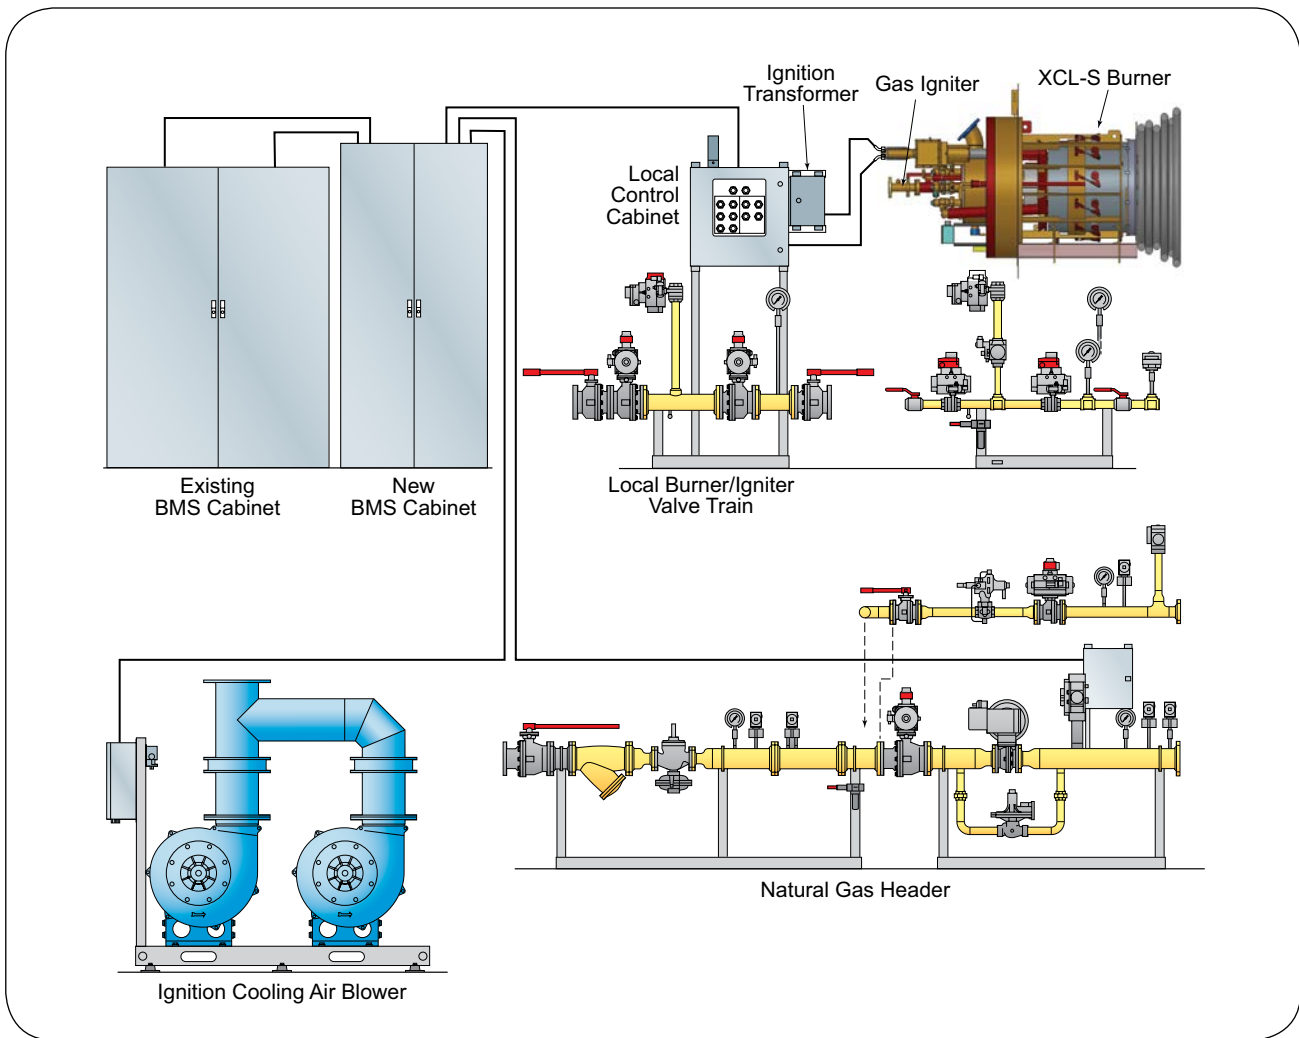 Ignition
Transformer
Gas Igniter
XCL-S Burner
Local
Control
Cabinet
Existing
BMS Cabinet
New
BMS Cabinet
Local Burner/Igniter
Valve Train
Natural Gas Header
Ignition Cooling Air Blower